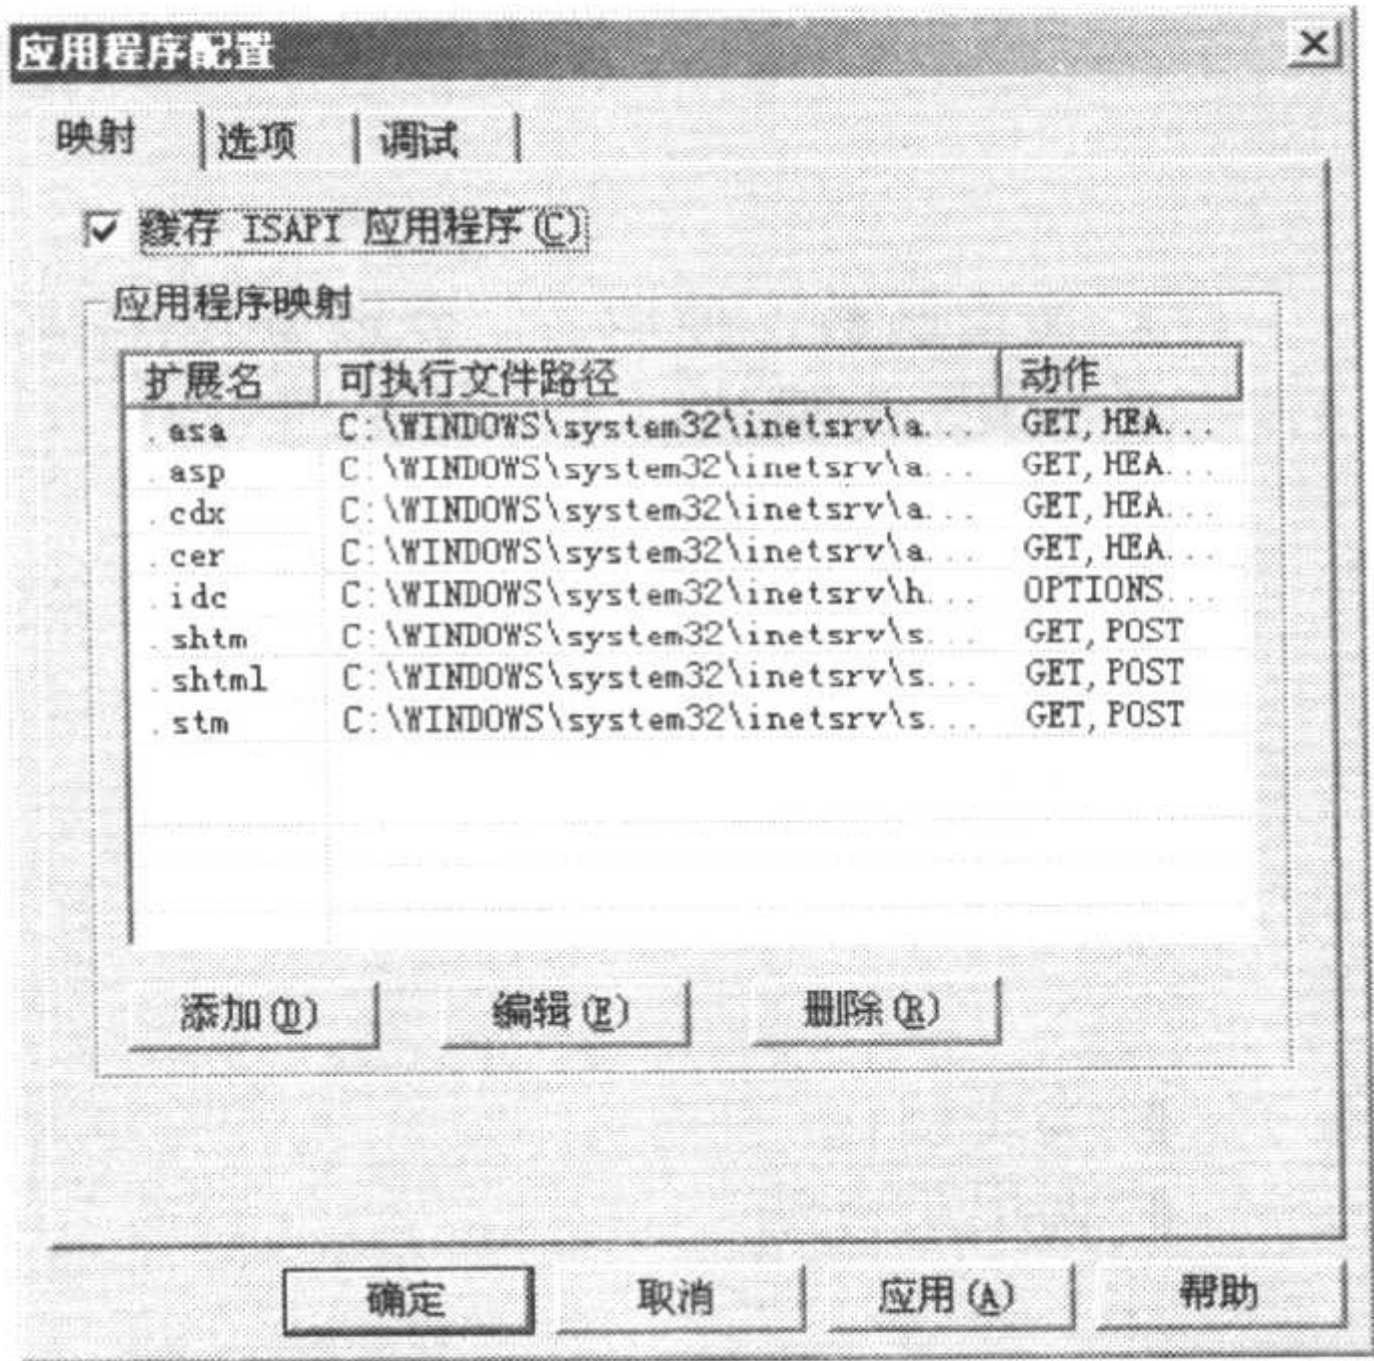 应用程序配置
映射 选项 调试
缓存 ISAPI 应用程序(C)
应用程序映射
扩展名 可执行文件路径 动作
.asa C:\WINDOWS\system32\inetsrv\a... GET,HEA...
.asp C:\WINDOWS\system32\inetsrv\a... GET,HEA...
.cdx C:\WINDOWS\system32\inetsrv\a... GET,HEA...
.cer C:\WINDOWS\system32\inetsrv\a... GET,HEA...
.idc C:\WINDOWS\system32\inetsrv\h... OPTIONS...
.shtm C:\WINDOWS\system32\inetsrv\s... GET,POST
.shtml C:\WINDOWS\system32\inetsrv\s... GET,POST
.stm C:\WINDOWS\system32\inetsrv\s... GET,POST
添加(D) 编辑(E) 删除(R)
确定 取消 应用(A) 帮助